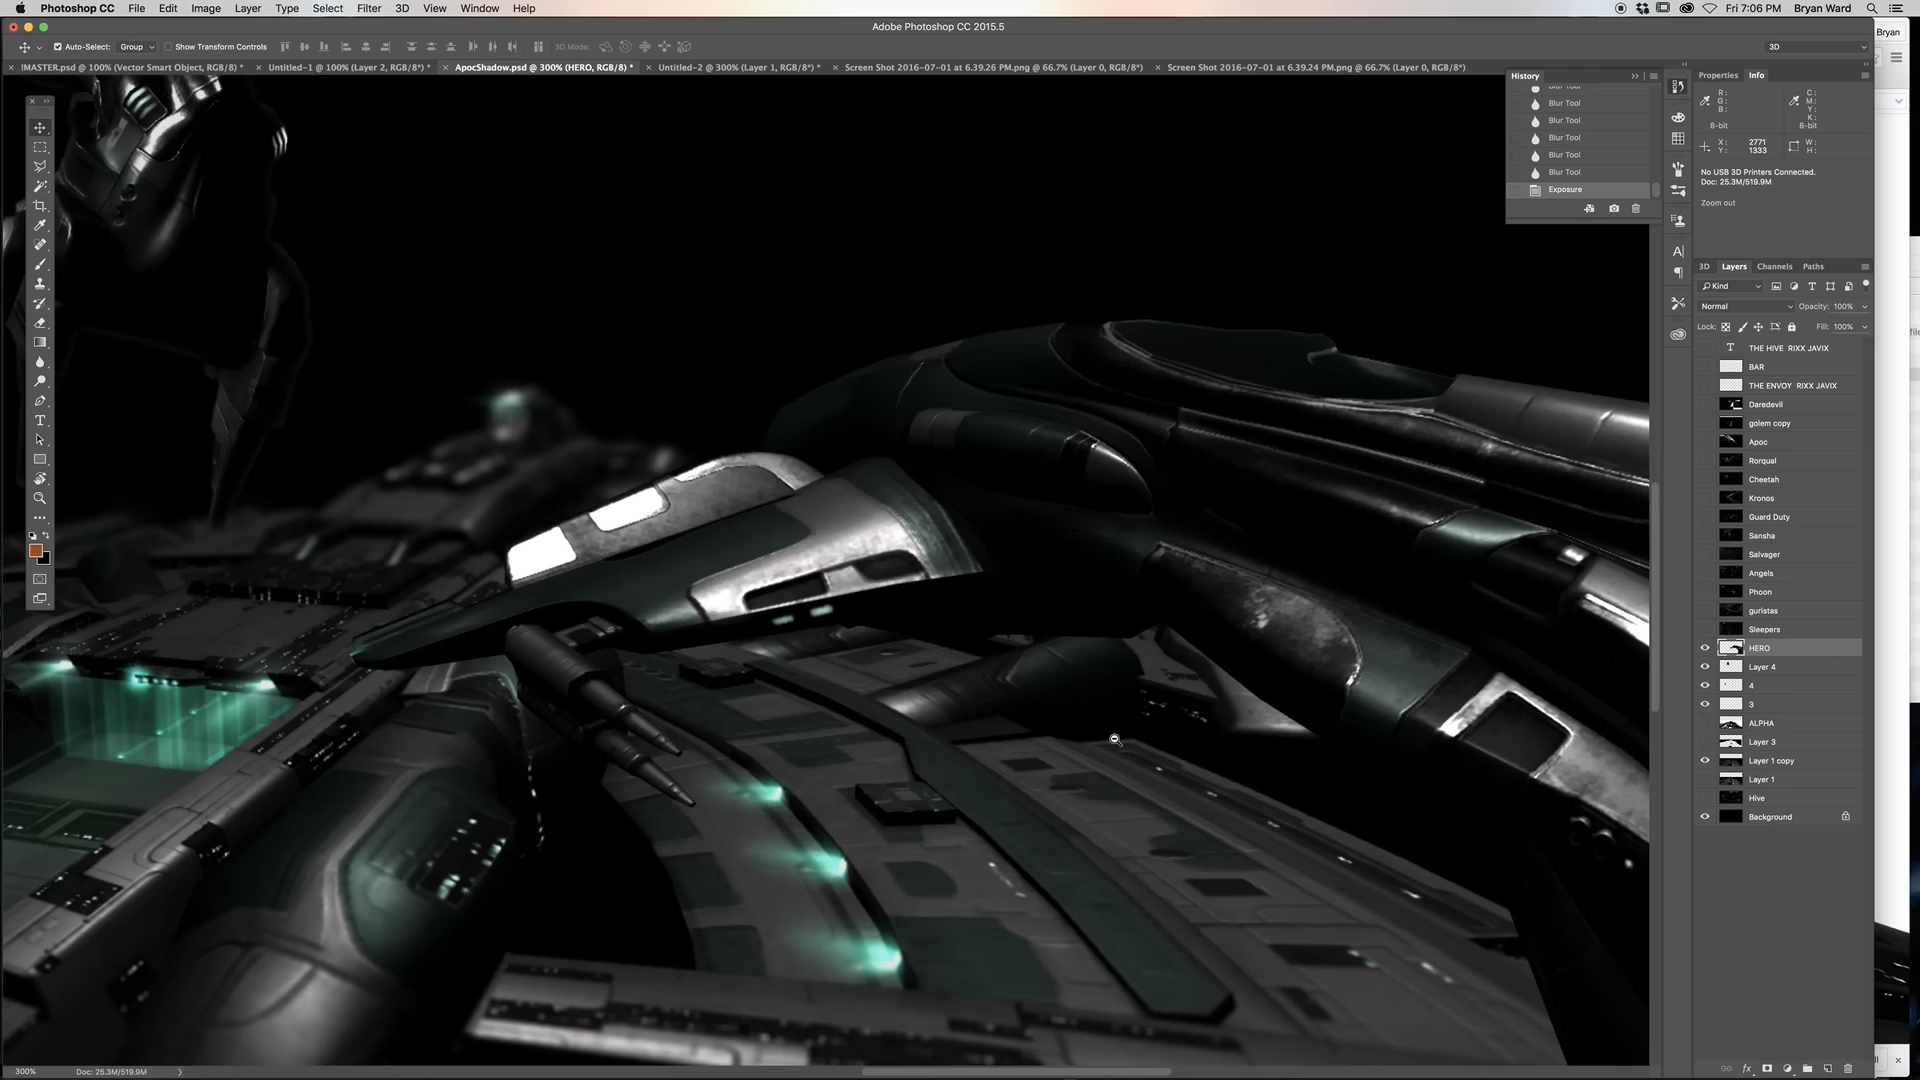 Photoshop CC File Edit Image Layer Type Select Filter 3D View Window Help Fri 7:06 PM Bryan Ward
Adobe Photoshop CC 2015.5
Auto-Select: Group Show Transform Controls 3D Mode: 3D
Bryan
!MASTER.psd @ 100% (Vector Smart Object, RGB/8) * Untitled-1 @ 100% (Layer 2, RGB/8*) * ApocShadow.psd @ 300% (HERO, RGB/8) * Untitled-2 @ 300% (Layer 1, RGB/8*) * Screen Shot 2016-07-01 at 6.39.26 PM.png @ 66.7% (Layer 0, RGB/8*) Screen Shot 2016-07-01 at 6.39.24 PM.png @ 66.7% (Layer 0, RGB/8*)
History
Blur Tool
Blur Tool
Blur Tool
Blur Tool
Blur Tool
Blur Tool
Exposure
Properties Info
R: C:
G: M:
B: Y:
K:
8-bit 8-bit
X: 2771 W:
Y: 1333 H:
No USB 3D Printers Connected.
Doc: 25.3M/519.9M
Zoom out
3D Layers Channels Paths
Kind
Normal Opacity: 100%
Lock: Fill: 100%
THE HIVE RIXX JAVIX
BAR
THE ENVOY RIXX JAVIX
Daredevil
golem copy
Apoc
Rorqual
Cheetah
Kronos
Guard Duty
Sansha
Salvager
Angels
Phoon
guristas
Sleepers
HERO
Layer 4
4
3
ALPHA
Layer 3
Layer 1 copy
Layer 1
Hive
Background
300% Doc: 25.3M/519.9M